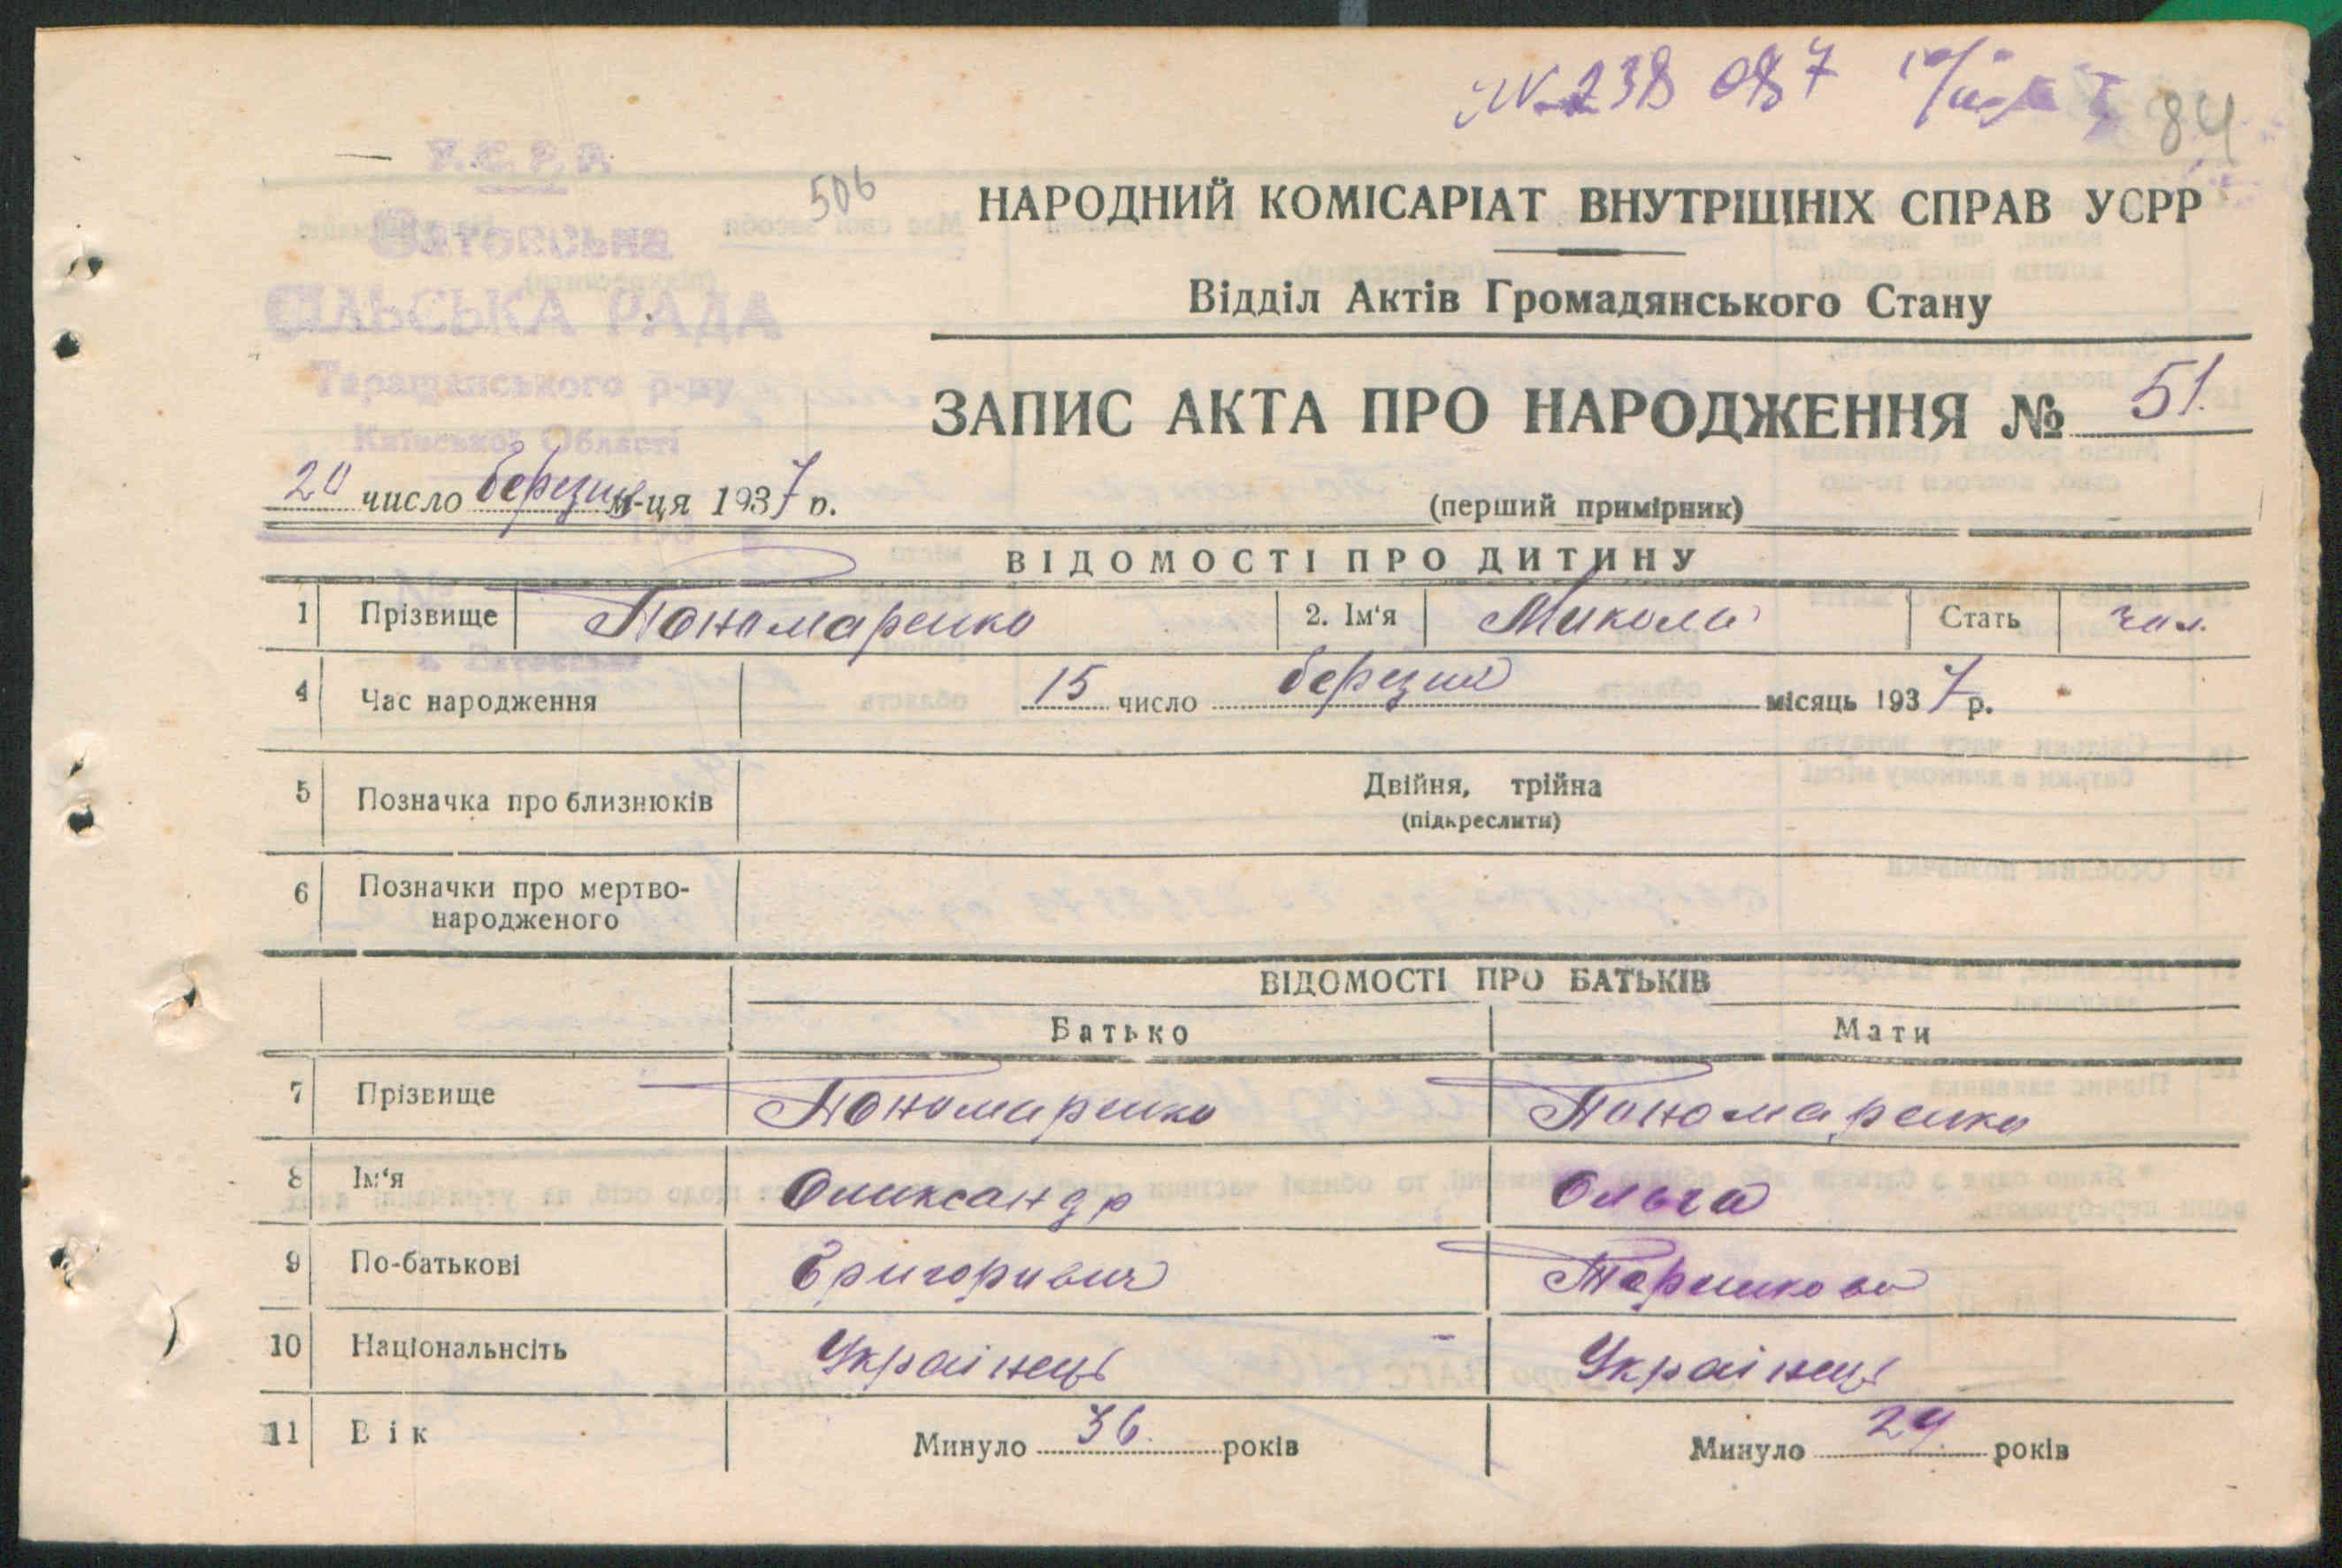 № 238 087
84
У.С.Р.Р.
506
НАРОДНИЙ КОМІСАРІАТ ВНУТРІШНІХ СПРАВ УСРР
СІЛЬСЬКА РАДА
Відділ Актів Громадянського Стану
Таращанського р-ну
ЗАПИС АКТА ПРО НАРОДЖЕННЯ № 51.
Київської Області
20 число березня м-ця 1937 р.
(перший примірник)
ВІДОМОСТІ ПРО ДИТИНУ
1 Прізвище Пономаренко 2. Ім'я Микола Стать чол.
4 Час народження 15 число березня місяць 1937 р.
5 Позначка про близнюків Двійня, трійна
(підкреслити)
6 Позначки про мертво-
народженого
ВІДОМОСТІ ПРО БАТЬКІВ
Батько Мати
7 Прізвище Пономаренко Пономаренко
8 Ім'я Олександр Ольга
9 По-батькові Григорович
10 Національнсіть Українець Українець
11 Вік Минуло 36 років Минуло років